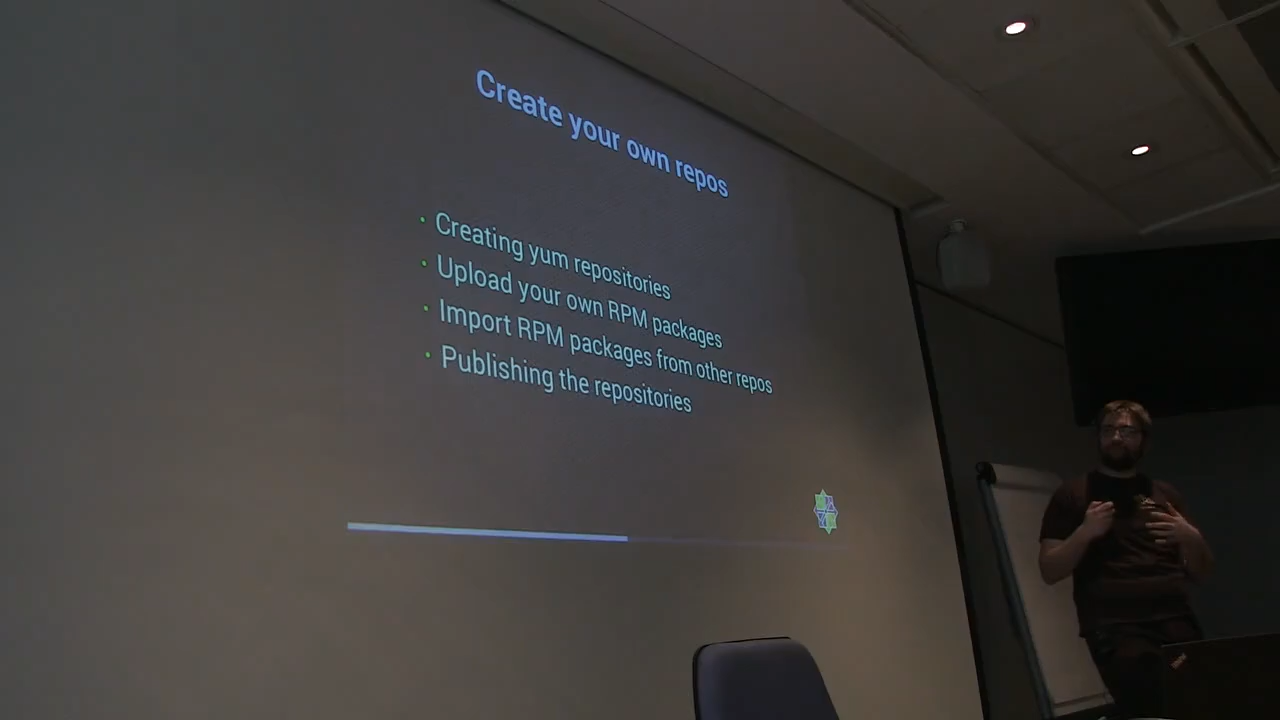 Create your own repos
Creating yum repositories
Upload your own RPM packages
Import RPM packages from other repos
Publishing the repositories